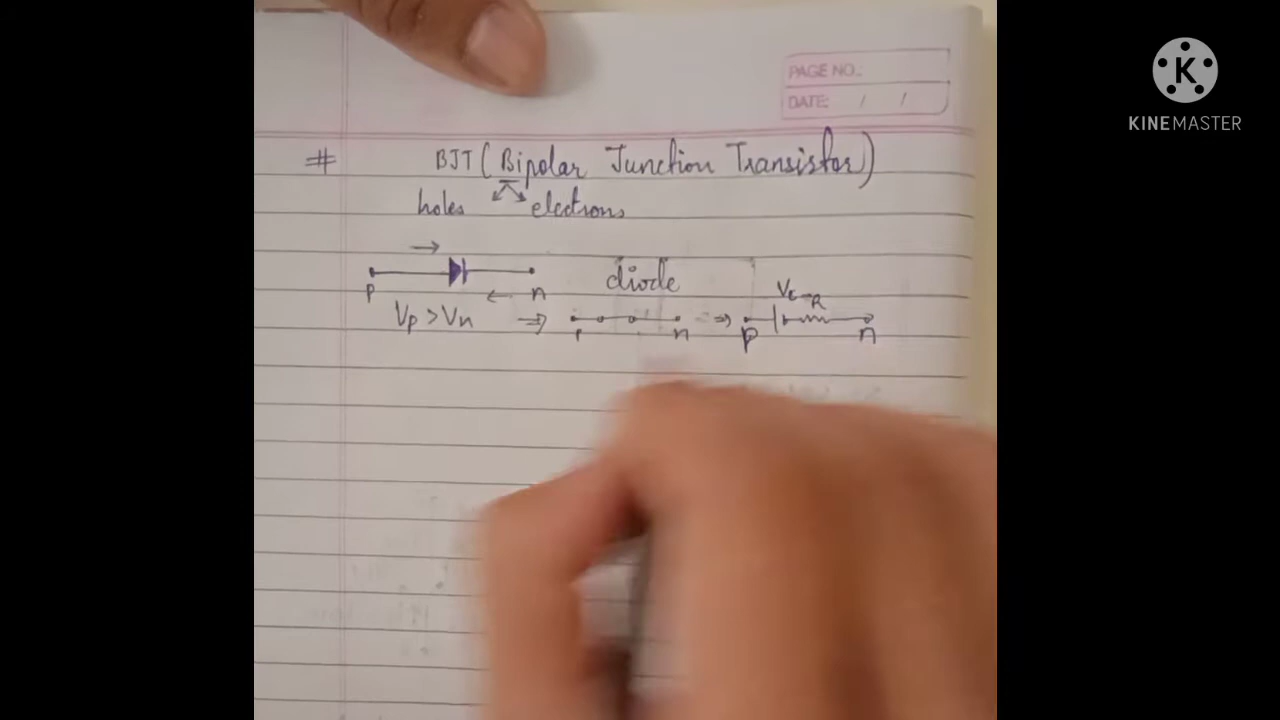 PAGE NO.:
DATE: / /
K
KINEMASTER
# BJT (Bipolar Junction Transistor)
holes electrons
p n diode
Vp > Vn ⇒ n ⇒ p R n